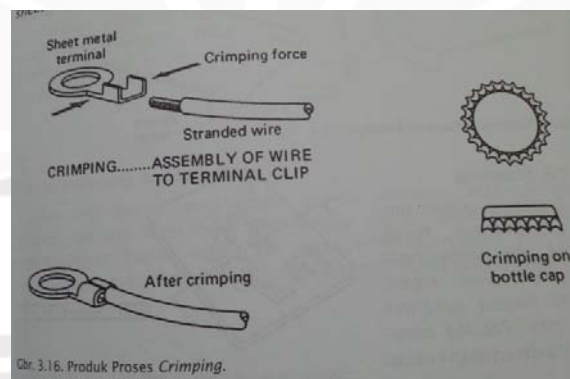 Sheet metal
terminal
Crimping force
Stranded wire
CRIMPING........ASSEMBLY OF WIRE
TO TERMINAL CLIP
Crimping on
bottle cap
After crimping
Gbr. 3.16. Produk Proses Crimping.